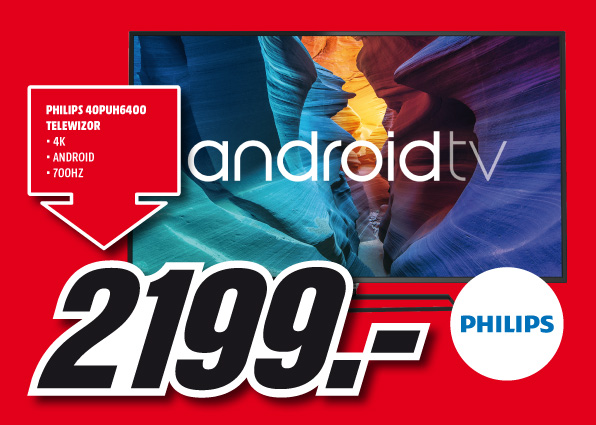 PHILIPS 40PUH6400
TELEWIZOR
• 4K
• ANDROID
• 700HZ
androidtv
2199.-
PHILIPS